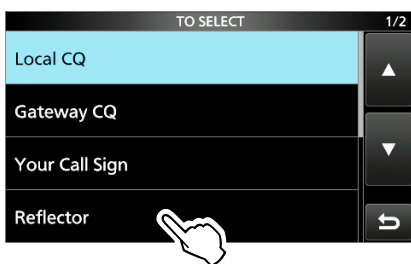 TO SELECT 1/2
Local CQ
Gateway CQ
Your Call Sign
Reflector